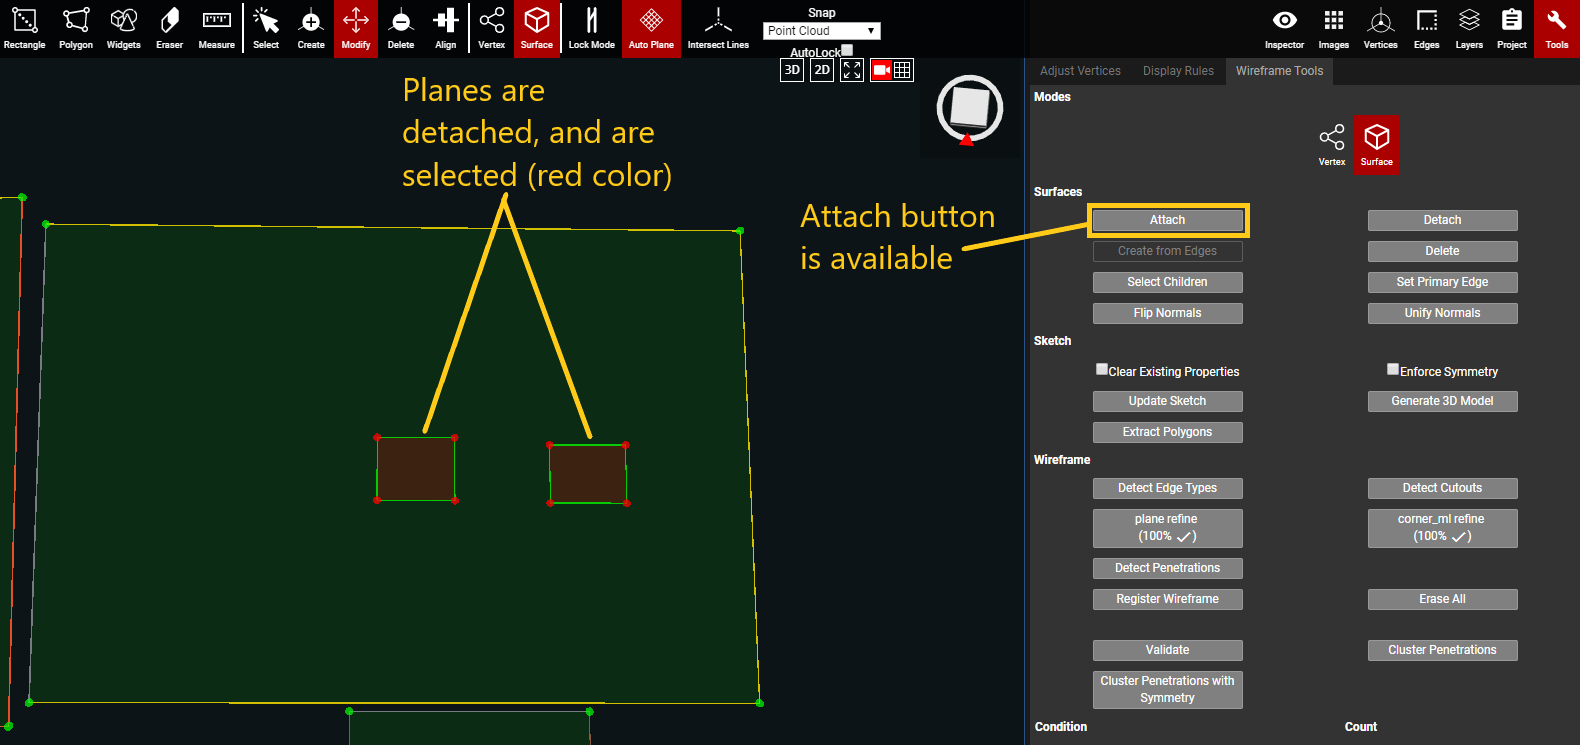 Rectangle Polygon Widgets Eraser Measure Select Create Modify Delete Align Vertex Surface Lock Mode Auto Plane Intersect Lines
Snap
Point Cloud
AutoLock
3D 2D
Inspector Images Vertices Edges Layers Project Tools
Adjust Vertices Display Rules Wireframe Tools
Planes are
detached, and are
selected (red color)
Attach button
is available
Modes
Vertex Surface
Surfaces
Attach Detach
Create from Edges Delete
Select Children Set Primary Edge
Flip Normals Unify Normals
Sketch
Clear Existing Properties Enforce Symmetry
Update Sketch Generate 3D Model
Extract Polygons
Wireframe
Detect Edge Types Detect Cutouts
plane refine
(100% ✓)
corner_ml refine
(100% ✓)
Detect Penetrations
Register Wireframe Erase All
Validate Cluster Penetrations
Cluster Penetrations with
Symmetry
Condition Count